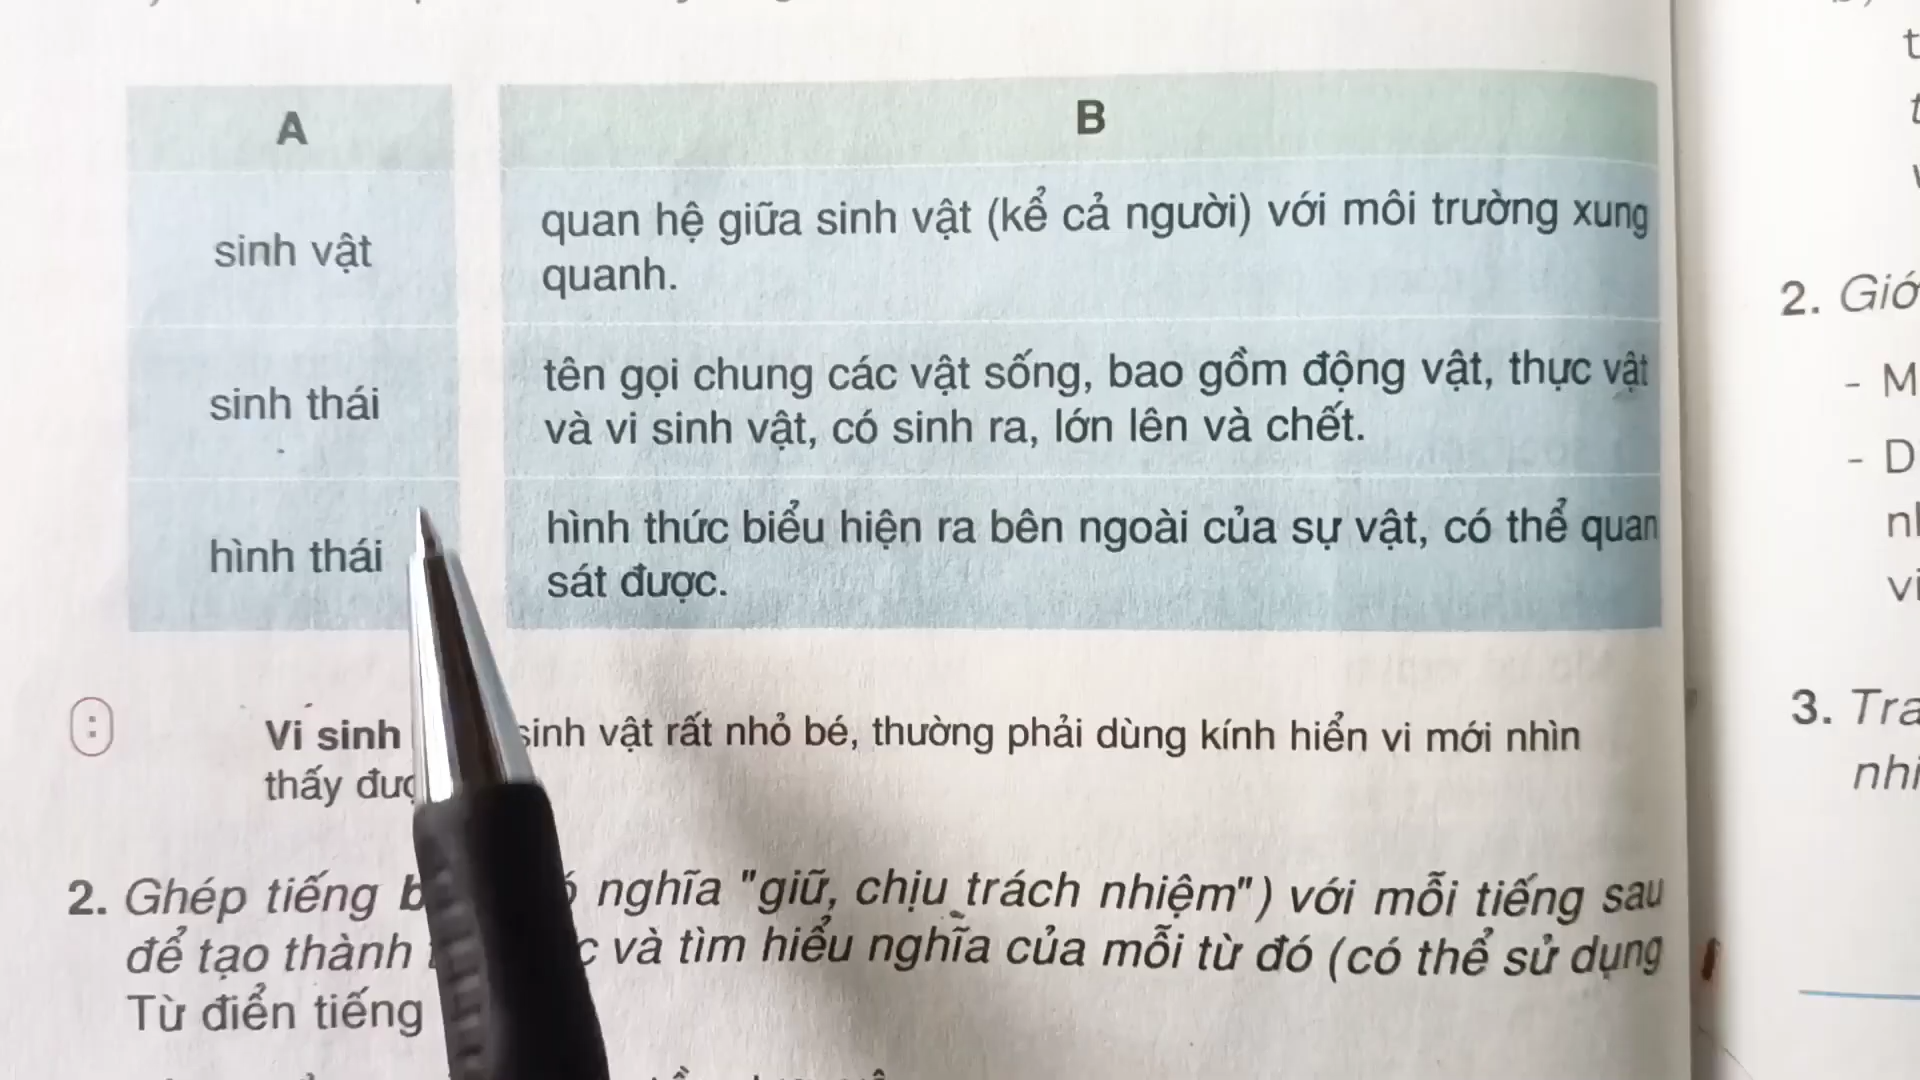 A
B
sinh vật
quan hệ giữa sinh vật (kể cả người) với môi trường xung
quanh.
sinh thái
tên gọi chung các vật sống, bao gồm động vật, thực vật
và vi sinh vật, có sinh ra, lớn lên và chết.
hình thái
hình thức biểu hiện ra bên ngoài của sự vật, có thể quan
sát được.
Vi sinh sinh vật rất nhỏ bé, thường phải dùng kính hiển vi mới nhìn
thấy
2. Ghép tiếng nghĩa "giữ, chịu trách nhiệm") với mỗi tiếng sau
để tạo thành và tìm hiểu nghĩa của mỗi từ đó (có thể sử dụng
Từ điển tiếng
2. Giớ
- M
- D
3. Tra
nhi